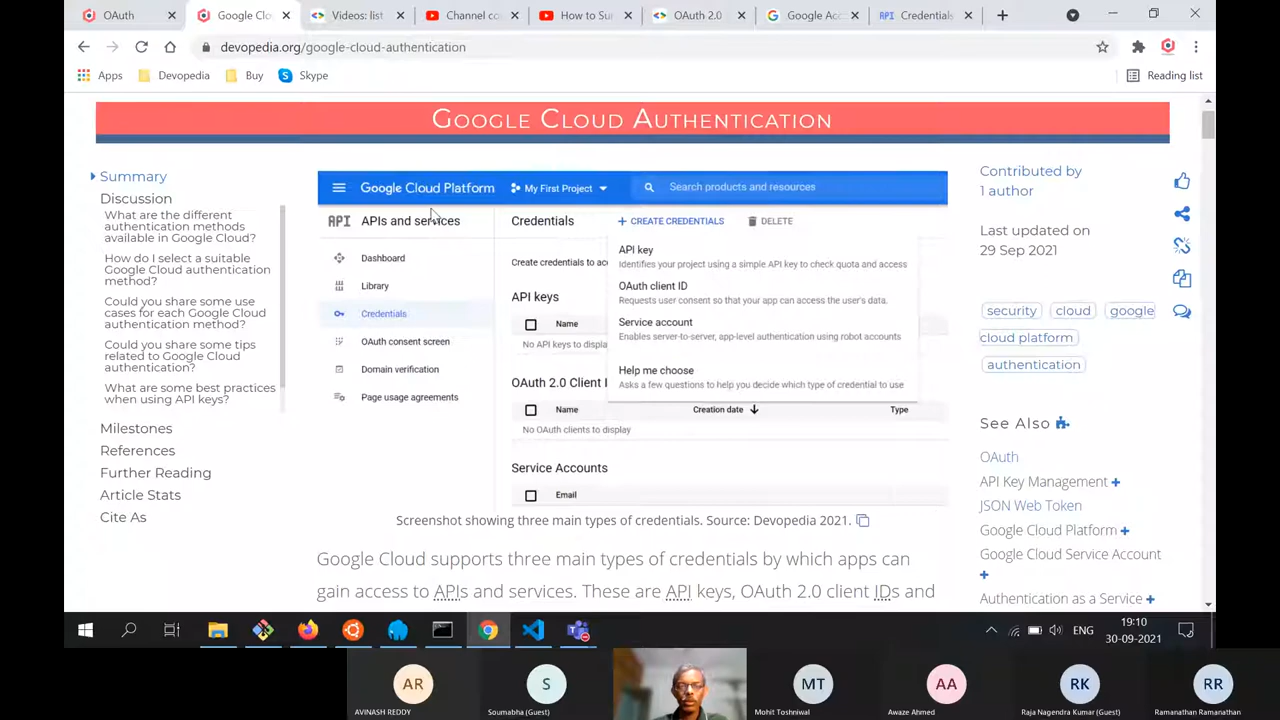 OAuth
Google Clo
Videos: list
Channel co
How to Sur
OAuth 2.0
Google Acc
API Credentials
devopedia.org/google-cloud-authentication
Apps
Devopedia
Buy
Skype
Reading list
GOOGLE CLOUD AUTHENTICATION
Summary
Discussion
What are the different
authentication methods
available in Google Cloud?
How do I select a suitable
Google Cloud authentication
method?
Could you share some use
cases for each Google Cloud
authentication method?
Could you share some tips
related to Google Cloud
authentication?
What are some best practices
when using API keys?
Milestones
References
Further Reading
Article Stats
Cite As
Google Cloud Platform
My First Project
Search products and resources
API APIs and services
Dashboard
Library
Credentials
OAuth consent screen
Domain verification
Page usage agreements
Credentials
+ CREATE CREDENTIALS
DELETE
Create credentials to acc
API key
Identifies your project using a simple API key to check quota and access
OAuth client ID
Requests user consent so that your app can access the user's data.
Service account
Enables server-to-server, app-level authentication using robot accounts
Help me choose
Asks a few questions to help you decide which type of credential to use
API keys
Name
No API keys to displa
OAuth 2.0 Client I
Name
Creation date
Type
No OAuth clients to display
Service Accounts
Email
Screenshot showing three main types of credentials. Source: Devopedia 2021.
Google Cloud supports three main types of credentials by which apps can
gain access to APIs and services. These are API keys, OAuth 2.0 client IDs and
Contributed by
1 author
Last updated on
29 Sep 2021
security
cloud
google
cloud platform
authentication
See Also
OAuth
API Key Management +
JSON Web Token
Google Cloud Platform +
Google Cloud Service Account
+
Authentication as a Service +
ENG
19:10
30-09-2021
AR
AVINASH REDDY
S
Soumabha (Guest)
MT
Mohit Toshniwal
AA
Awaze Ahmed
RK
Raja Nagendra Kumar (Guest)
RR
Ramanathan Ramanathan